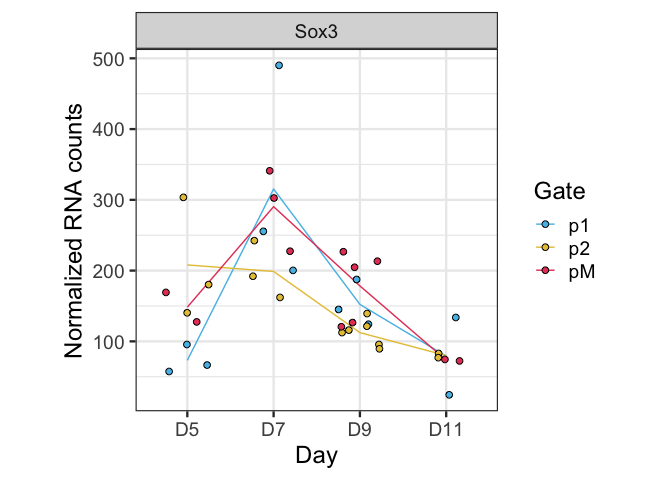 Sox3
500
400
300
200
100
Normalized RNA counts
D5 D7 D9 D11
Day
Gate
p1
p2
pM